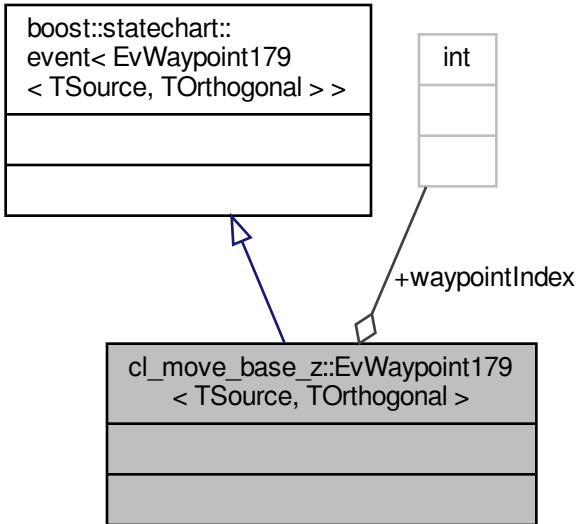 boost::statechart::
event< EvWaypoint179
< TSource, TOrthogonal > >
int
+waypointIndex
cl_move_base_z::EvWaypoint179
< TSource, TOrthogonal >